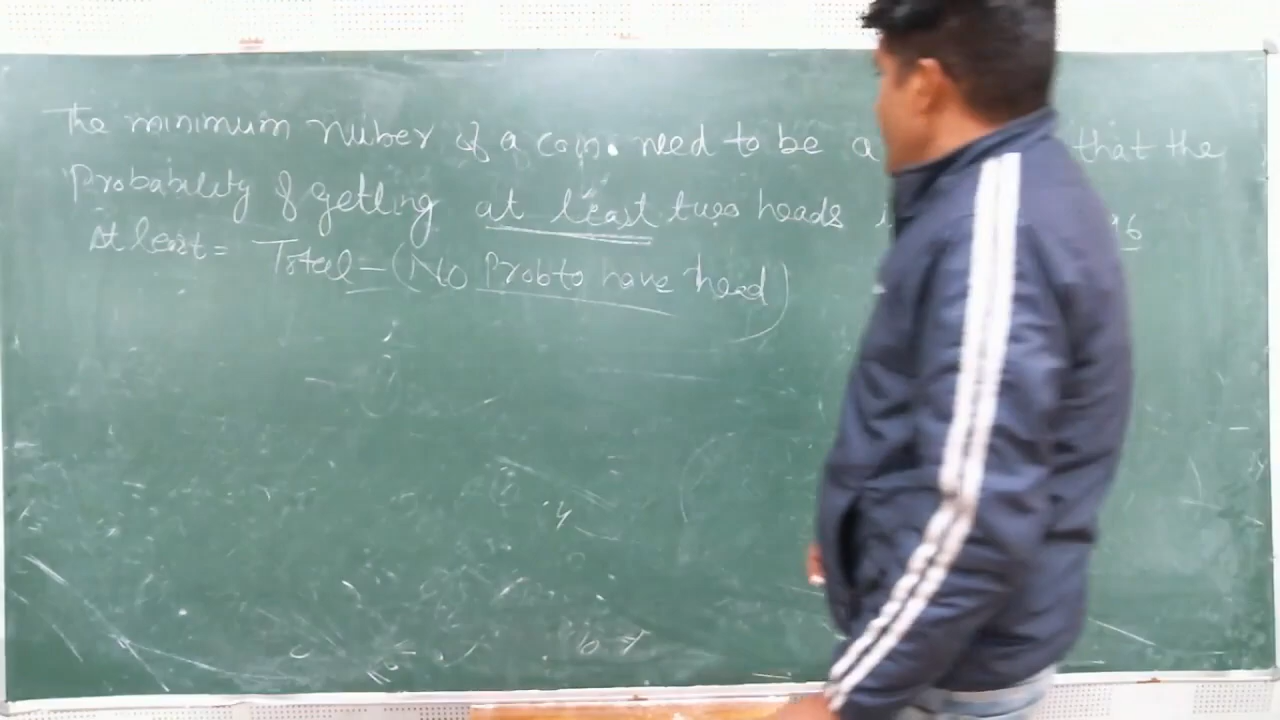 The minimum Nuber of a coin. need to be a that the
Probability of getting at least two heads 96
At least = Total - (No Prob to have head)